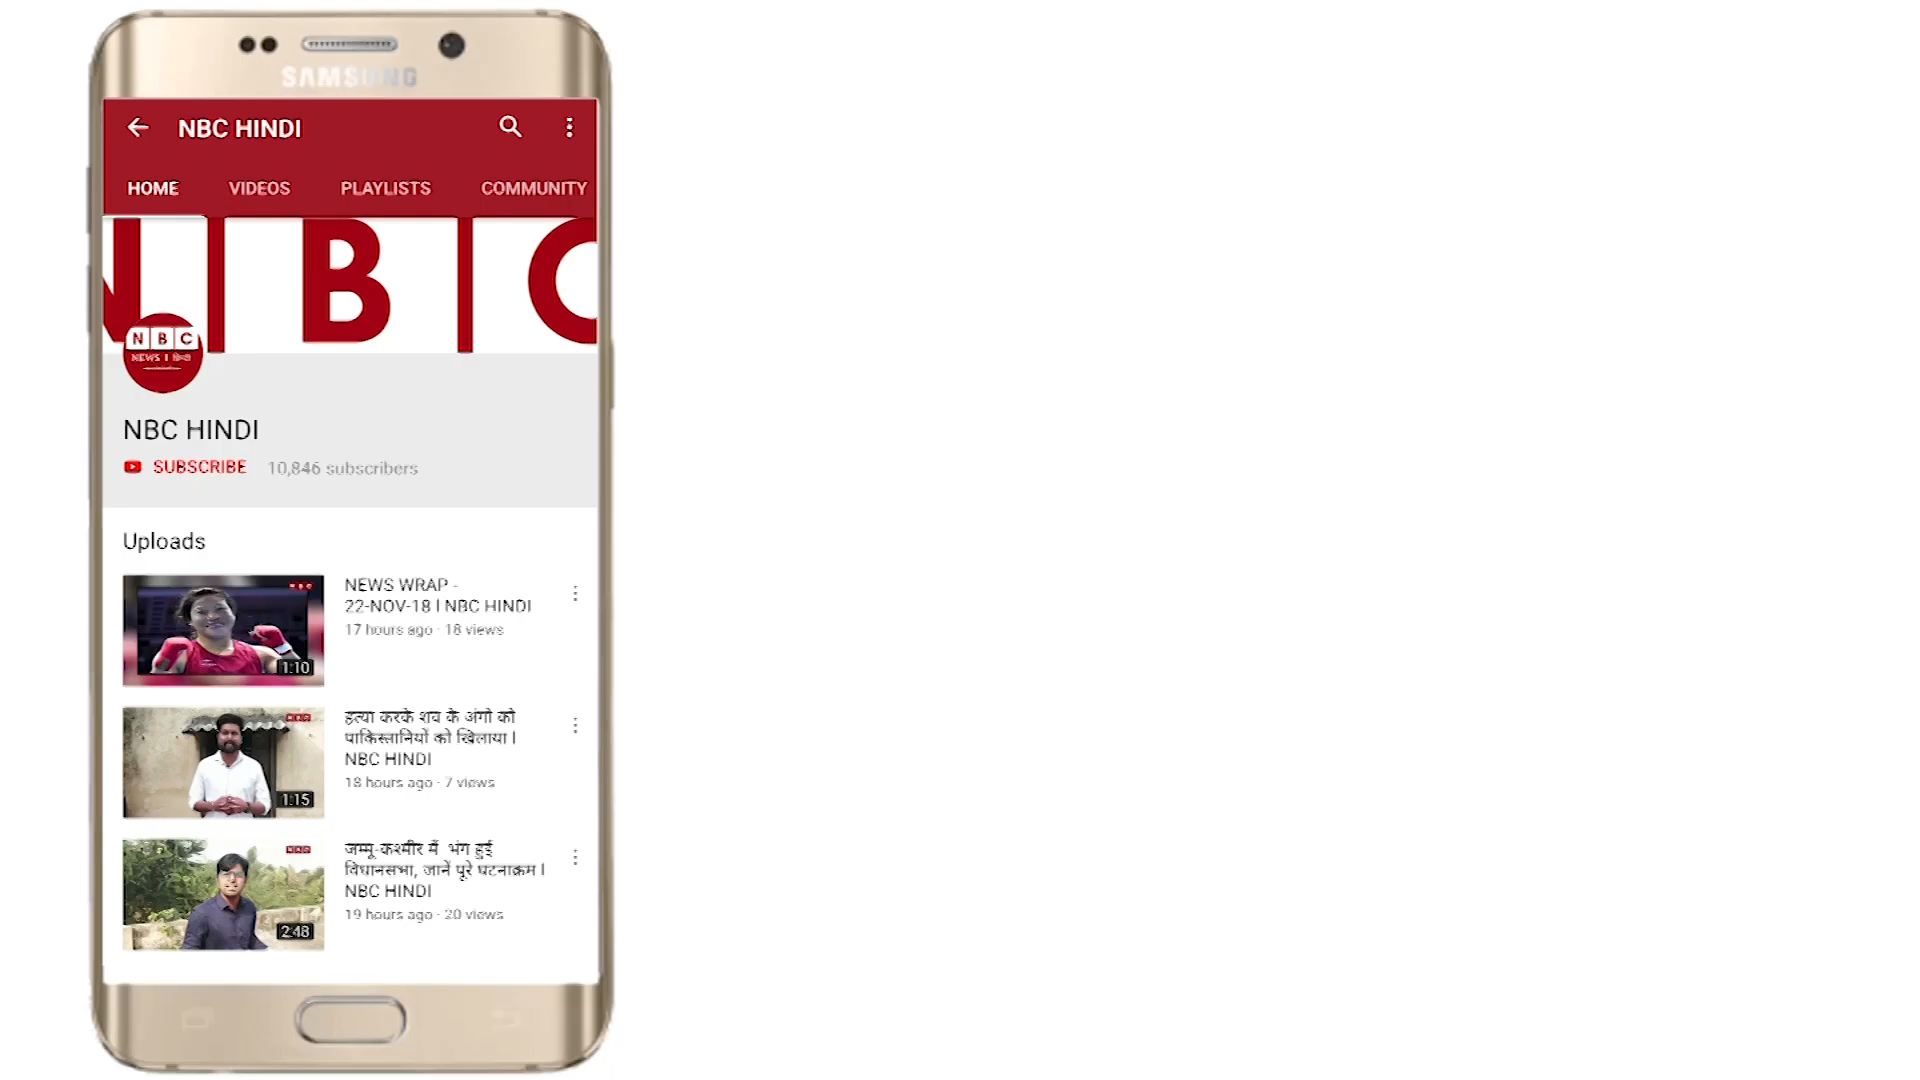 SAMSUNG
NBC HINDI
HOME VIDEOS PLAYLISTS COMMUNITY
N B C
N B C
NEWS I हिन्दी
NBC HINDI
SUBSCRIBE 10,846 subscribers
Uploads
NEWS WRAP -
22-NOV-18 l NBC HINDI
17 hours ago · 18 views
NBC
1:10
हत्या करके शव के अंगो को
पाकिस्तानियों को खिलाया l
NBC HINDI
18 hours ago · 7 views
NBC
1:15
जम्मू-कश्मीर में भंग हुई
विधानसभा, जानें पूरे घटनाक्रम l
NBC HINDI
19 hours ago · 20 views
NBC
2:48